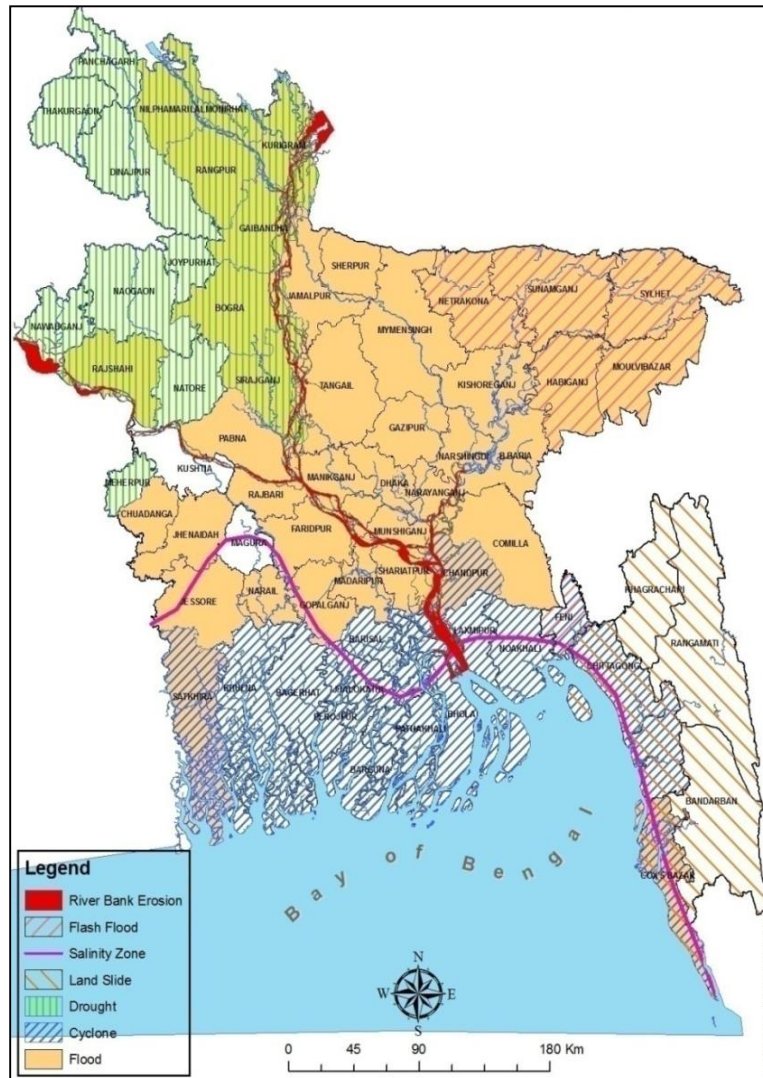 PANCHAGARH
THAKURGAON
NILPHAMARI
LALMONIRHAT
KURIGRAM
DINAJPUR
RANGPUR
GAIBANDHA
JOYPURHAT
NAOGAON
BOGRA
NAWABGANJ
RAJSHAHI
NATORE
SIRAJGANJ
SHERPUR
JAMALPUR
NETRAKONA
SUNAMGANJ
SYLHET
MYMENSINGH
MOULVIBAZAR
HABIGANJ
KISHOREGANJ
TANGAIL
GAZIPUR
PABNA
NARSHINGDI
B.BARIA
KUSHTIA
MEHERPUR
MANIKGANJ
DHAKA
NARAYANGANJ
RAJBARI
CHUADANGA
JHENAIDAH
FARIDPUR
MUNSHIGANJ
COMILLA
MAGURA
SHARIATPUR
CHANDPUR
MADARIPUR
JESSORE
NARAIL
GOPALGANJ
KHAGRACHARI
FENI
LAXMIPUR
NOAKHALI
BARISAL
RANGAMATI
CHITTAGONG
SATKHIRA
KHULNA
BAGERHAT
JHALOKATHI
PEROJPUR
PATUAKHALI
BHOLA
BARGUNA
BANDARBAN
COX'S BAZAR
Bay of Bengal
Legend
River Bank Erosion
Flash Flood
Salinity Zone
Land Slide
Drought
Cyclone
Flood
N
W E
S
0 45 90 180 Km